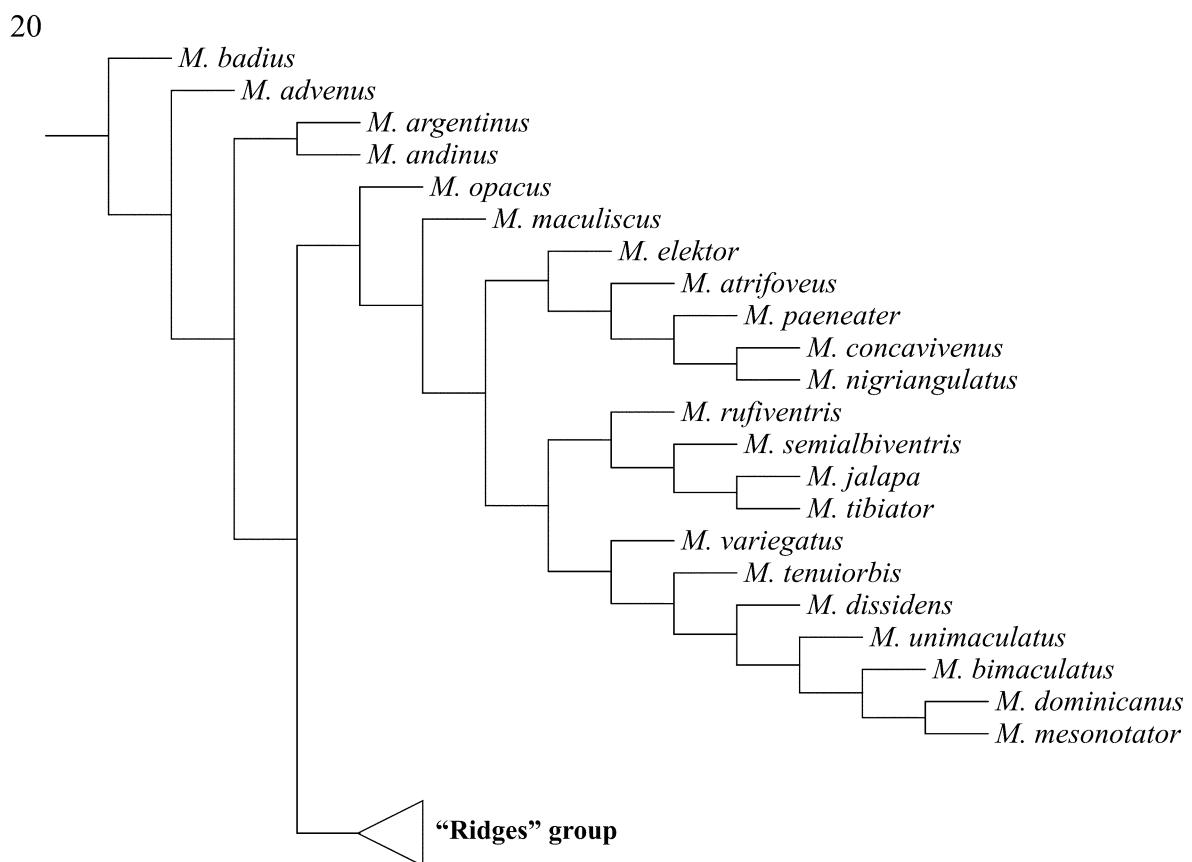 20
M. badius
M. advenus
M. argentinus
M. andinus
M. opacus
M. maculiscus
M. elektor
M. atrifoveus
M. paeneater
M. concavivenus
M. nigriangulatus
M. rufiventris
M. semialbiventris
M. jalapa
M. tibiator
M. variegatus
M. tenuiorbis
M. dissidens
M. unimaculatus
M. bimaculatus
M. dominicanus
M. mesonotator
“Ridges” group